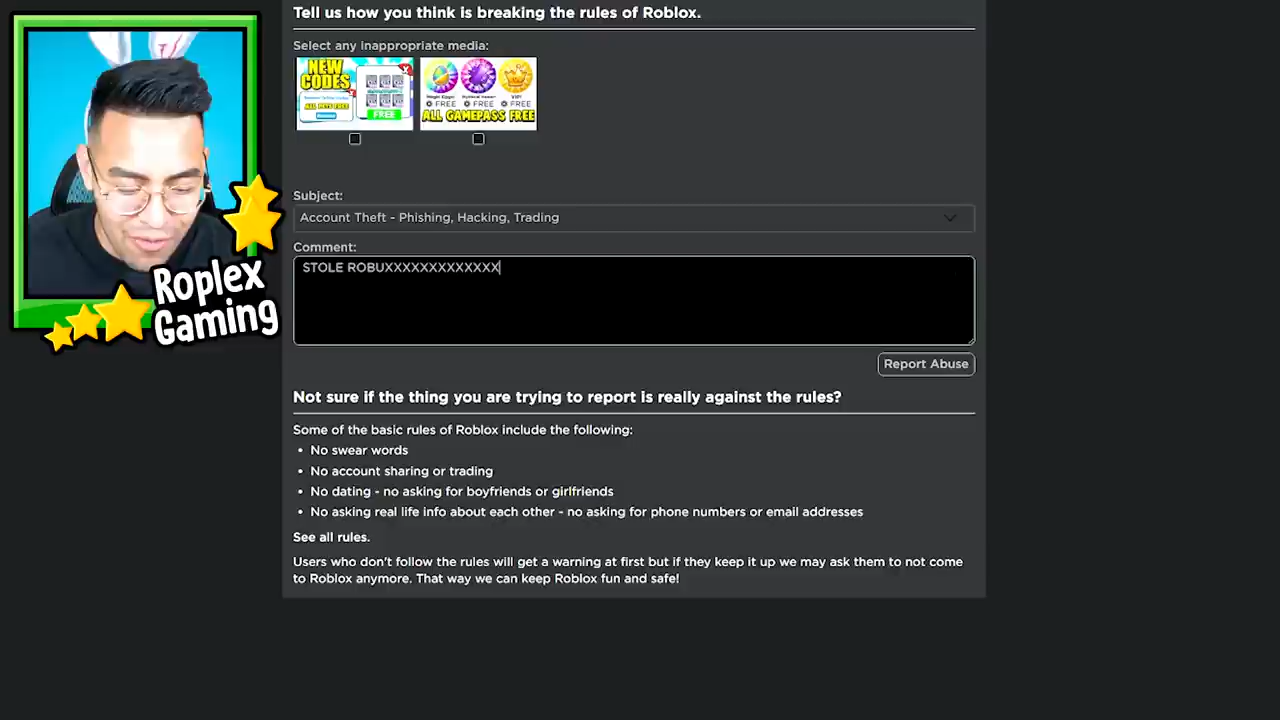 Tell us how you think is breaking the rules of Roblox.
Select any inappropriate media:
NEW
CODES
ALL PETS FREE
FREE
FREE
FREE
FREE
ALL GAMEPASS FREE
Subject:
Account Theft - Phishing, Hacking, Trading
Comment:
STOLE ROBUXXXXXXXXXXXXXX
Roplex
Gaming
Report Abuse
Not sure if the thing you are trying to report is really against the rules?
Some of the basic rules of Roblox include the following:
• No swear words
• No account sharing or trading
• No dating - no asking for boyfriends or girlfriends
• No asking real life info about each other - no asking for phone numbers or email addresses
See all rules.
Users who don't follow the rules will get a warning at first but if they keep it up we may ask them to not come
to Roblox anymore. That way we can keep Roblox fun and safe!